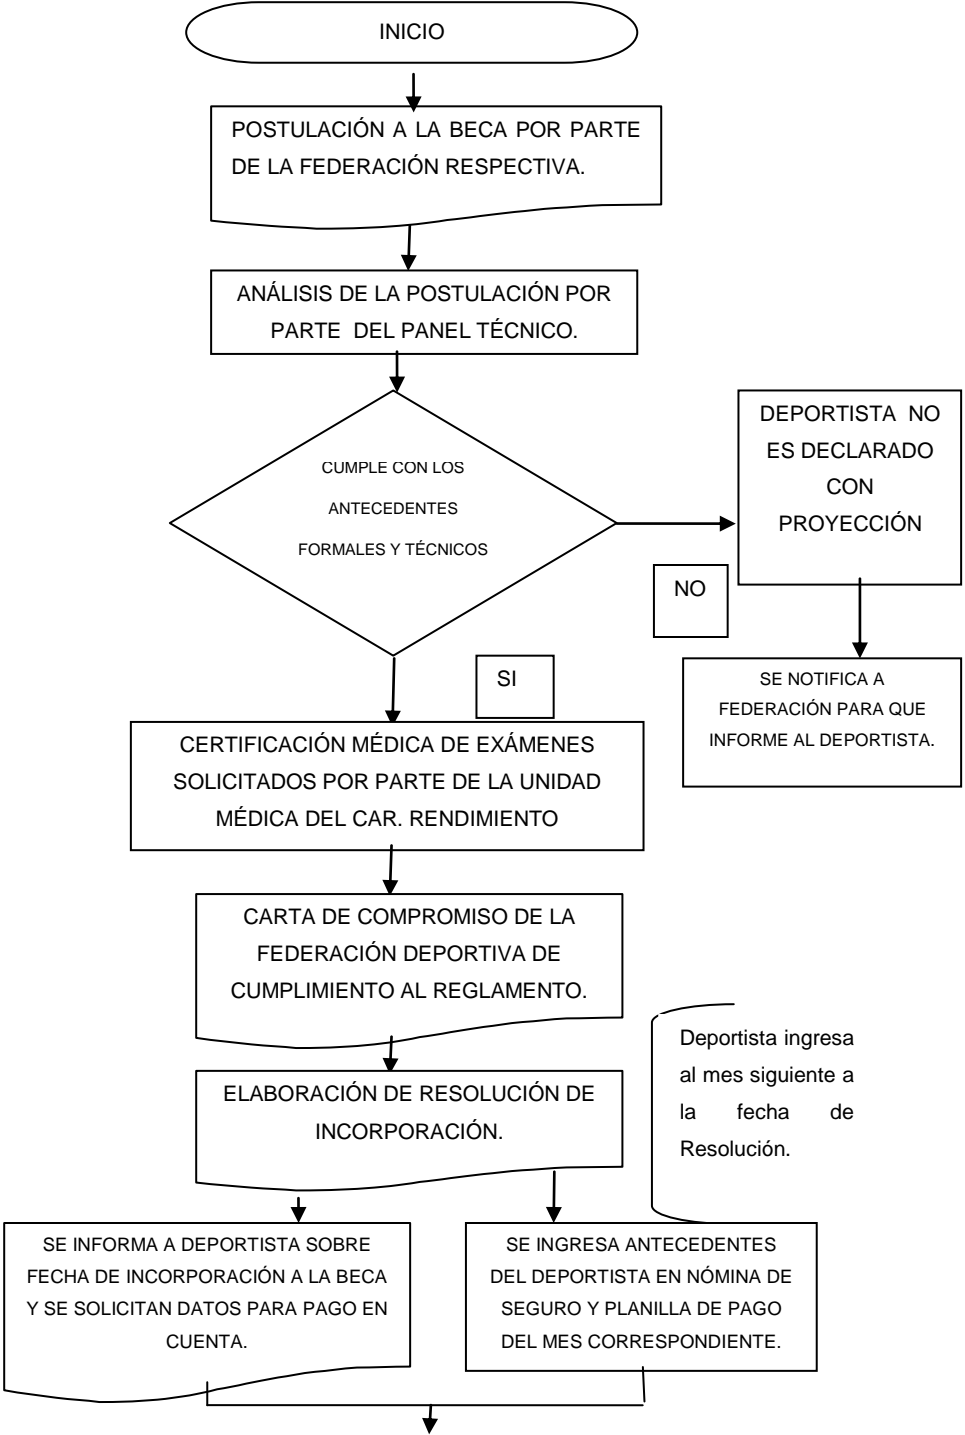 INICIO
POSTULACIÓN A LA BECA POR PARTE
DE LA FEDERACIÓN RESPECTIVA.
ANÁLISIS DE LA POSTULACIÓN POR
PARTE DEL PANEL TÉCNICO.
CUMPLE CON LOS
ANTECEDENTES
FORMALES Y TÉCNICOS
DEPORTISTA NO
ES DECLARADO
CON
PROYECCIÓN
NO
SE NOTIFICA A
FEDERACIÓN PARA QUE
INFORME AL DEPORTISTA.
SI
CERTIFICACIÓN MÉDICA DE EXÁMENES
SOLICITADOS POR PARTE DE LA UNIDAD
MÉDICA DEL CAR. RENDIMIENTO
CARTA DE COMPROMISO DE LA
FEDERACIÓN DEPORTIVA DE
CUMPLIMIENTO AL REGLAMENTO.
ELABORACIÓN DE RESOLUCIÓN DE
INCORPORACIÓN.
Deportista ingresa
al mes siguiente a
la fecha de
Resolución.
SE INFORMA A DEPORTISTA SOBRE
FECHA DE INCORPORACIÓN A LA BECA
Y SE SOLICITAN DATOS PARA PAGO EN
CUENTA.
SE INGRESA ANTECEDENTES
DEL DEPORTISTA EN NÓMINA DE
SEGURO Y PLANILLA DE PAGO
DEL MES CORRESPONDIENTE.